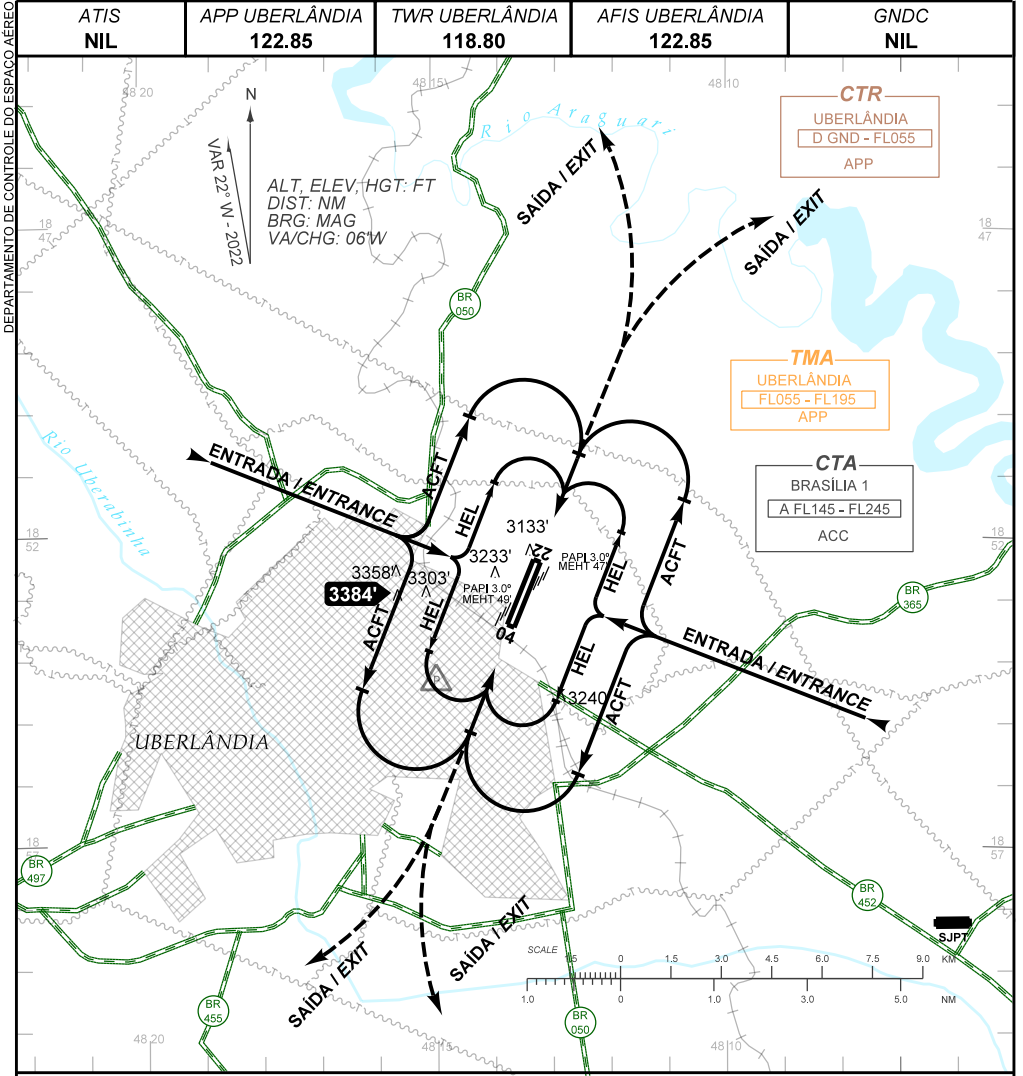 DEPARTAMENTO DE CONTROLE DO ESPAÇO AÉREO
ATIS
NIL
APP UBERLÂNDIA
122.85
TWR UBERLÂNDIA
118.80
AFIS UBERLÂNDIA
122.85
GNDC
NIL
48 20
48 15
48 10
N
VAR 22° W - 2022
ALT, ELEV, HGT: FT
DIST: NM
BRG: MAG
VA/CHG: 06'W
Rio Araguari
CTR
UBERLÂNDIA
D GND - FL055
APP
SAÍDA / EXIT
SAÍDA / EXIT
18
47
18
47
BR
050
TMA
UBERLÂNDIA
FL055 - FL195
APP
Rio Uberabinha
ENTRADA / ENTRANCE
ACFT
HEL
CTA
BRASÍLIA 1
A FL145 - FL245
ACC
18
52
18
52
3133'
22
3233'
PAPI 3.0°
MEHT 47'
3358'
3303'
3384'
PAPI 3.0°
MEHT 49'
04
ACFT
HEL
HEL
ACFT
BR
365
ENTRADA / ENTRANCE
HEL
ACFT
3240
P
UBERLÂNDIA
18
57
18
57
BR
497
BR
452
SJPT
SAÍDA / EXIT
SAÍDA / EXIT
SCALE
1.5 0 1.5 3.0 4.5 6.0 7.5 9.0 KM
1.0 0 1.0 3.0 5.0 NM
BR
455
BR
050
48 20
48 15
48 10